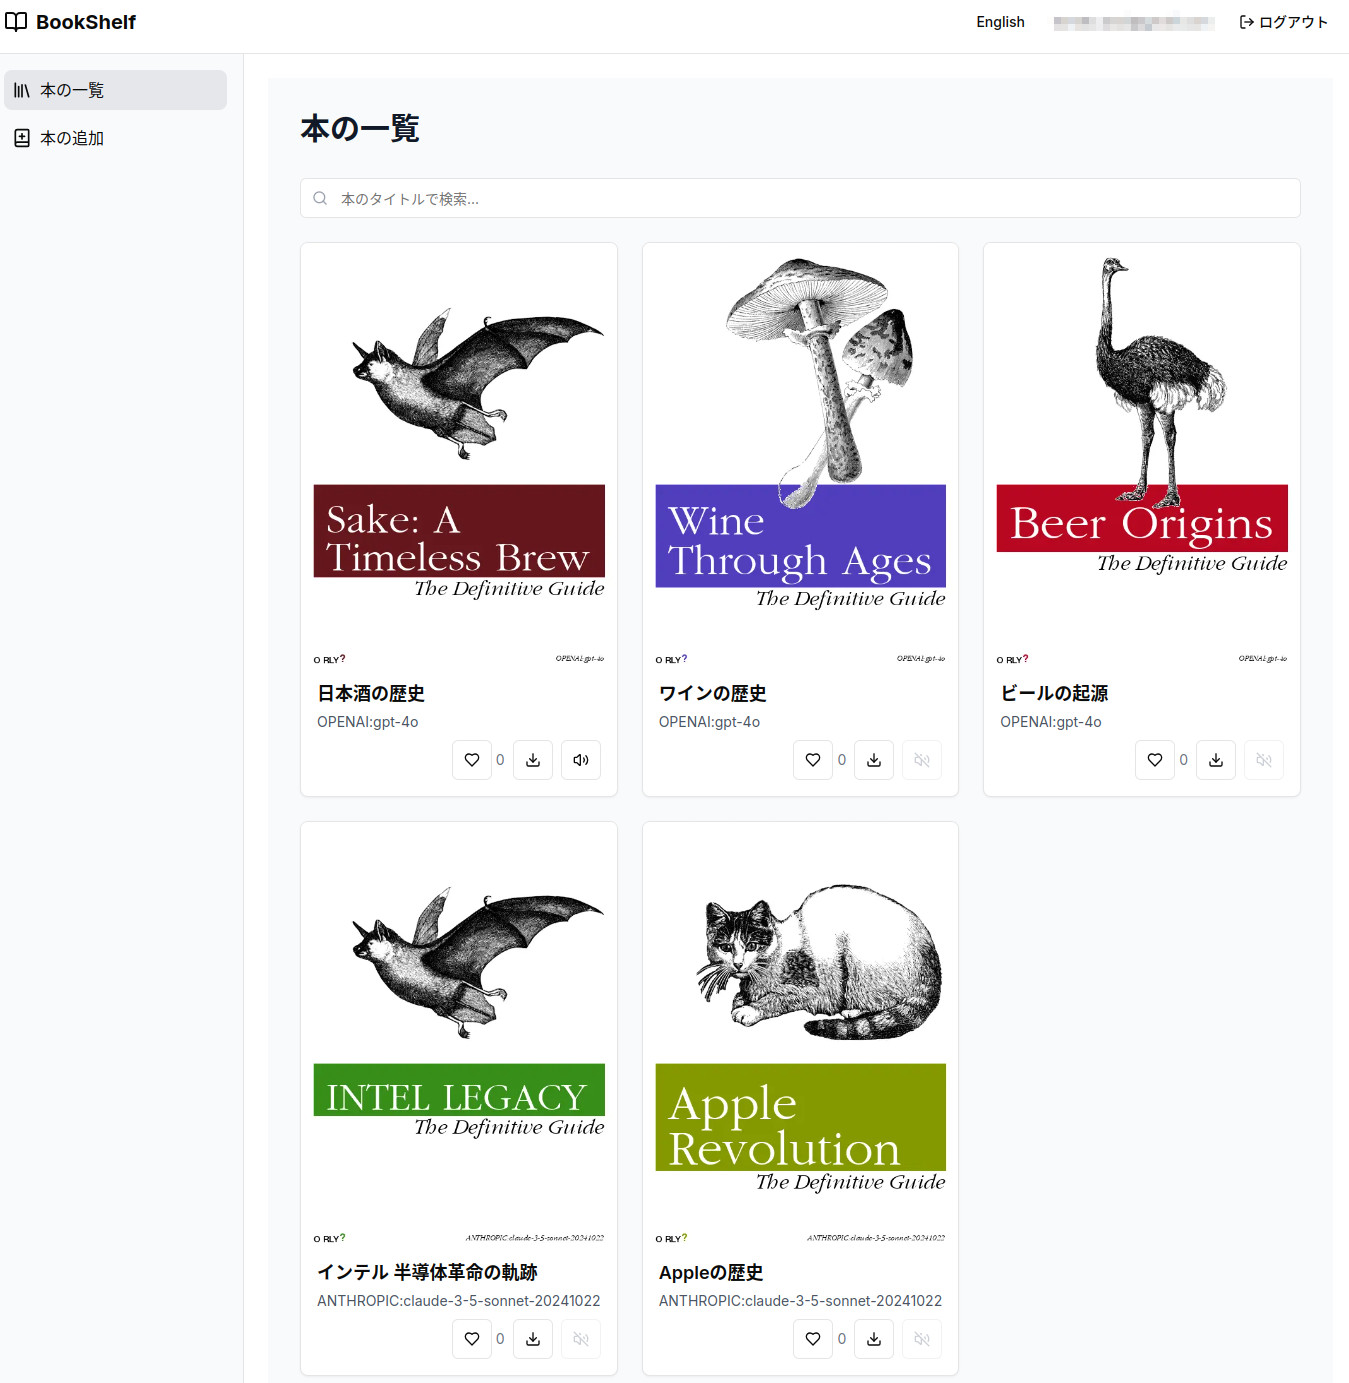 BookShelf
English
ログアウト
本の一覧
本の追加
本の一覧
本のタイトルで検索...
Sake: A
Timeless Brew
The Definitive Guide
O RLY?
OPENAI:gpt-4o
日本酒の歴史
OPENAI:gpt-4o
0
Wine
Through Ages
The Definitive Guide
O RLY?
OPENAI:gpt-4o
ワインの歴史
OPENAI:gpt-4o
0
Beer Origins
The Definitive Guide
O RLY?
OPENAI:gpt-4o
ビールの起源
OPENAI:gpt-4o
0
INTEL LEGACY
The Definitive Guide
O RLY?
ANTHROPIC:claude-3-5-sonnet-20241022
インテル 半導体革命の軌跡
ANTHROPIC:claude-3-5-sonnet-20241022
0
Apple
Revolution
The Definitive Guide
O RLY?
ANTHROPIC:claude-3-5-sonnet-20241022
Appleの歴史
ANTHROPIC:claude-3-5-sonnet-20241022
0